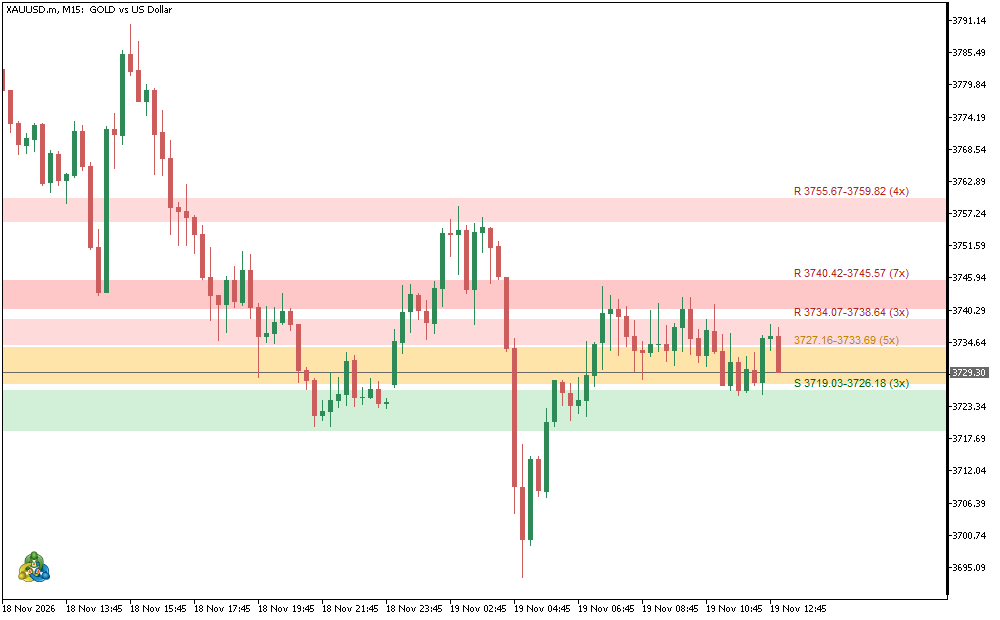 XAUUSD.m, M15: GOLD vs US Dollar
3791.14
3785.49
3779.84
3774.19
3768.54
3762.89
R 3755.67-3759.82 (4x)
3757.24
3751.59
R 3740.42-3745.57 (7x)
3745.94
R 3734.07-3738.64 (3x)
3740.29
3727.16-3733.69 (5x)
3734.64
3729.30
S 3719.03-3726.18 (3x)
3723.34
3717.69
3712.04
3706.39
3700.74
3695.09
18 Nov 2026 18 Nov 13:45 18 Nov 15:45 18 Nov 17:45 18 Nov 19:45 18 Nov 21:45 18 Nov 23:45 19 Nov 02:45 19 Nov 04:45 19 Nov 06:45 19 Nov 08:45 19 Nov 10:45 19 Nov 12:45